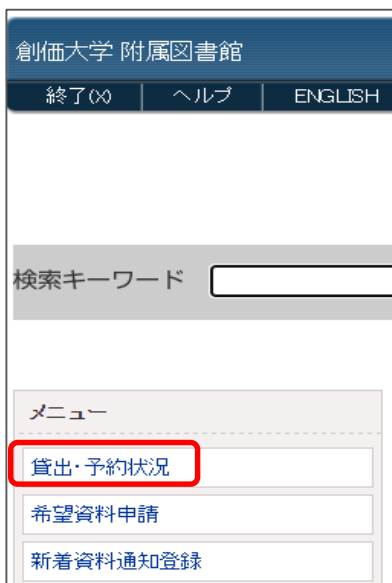 創価大学 附属図書館
終了(X) ヘルプ ENGLISH
検索キーワード
メニュー
貸出・予約状況
希望資料申請
新着資料通知登録